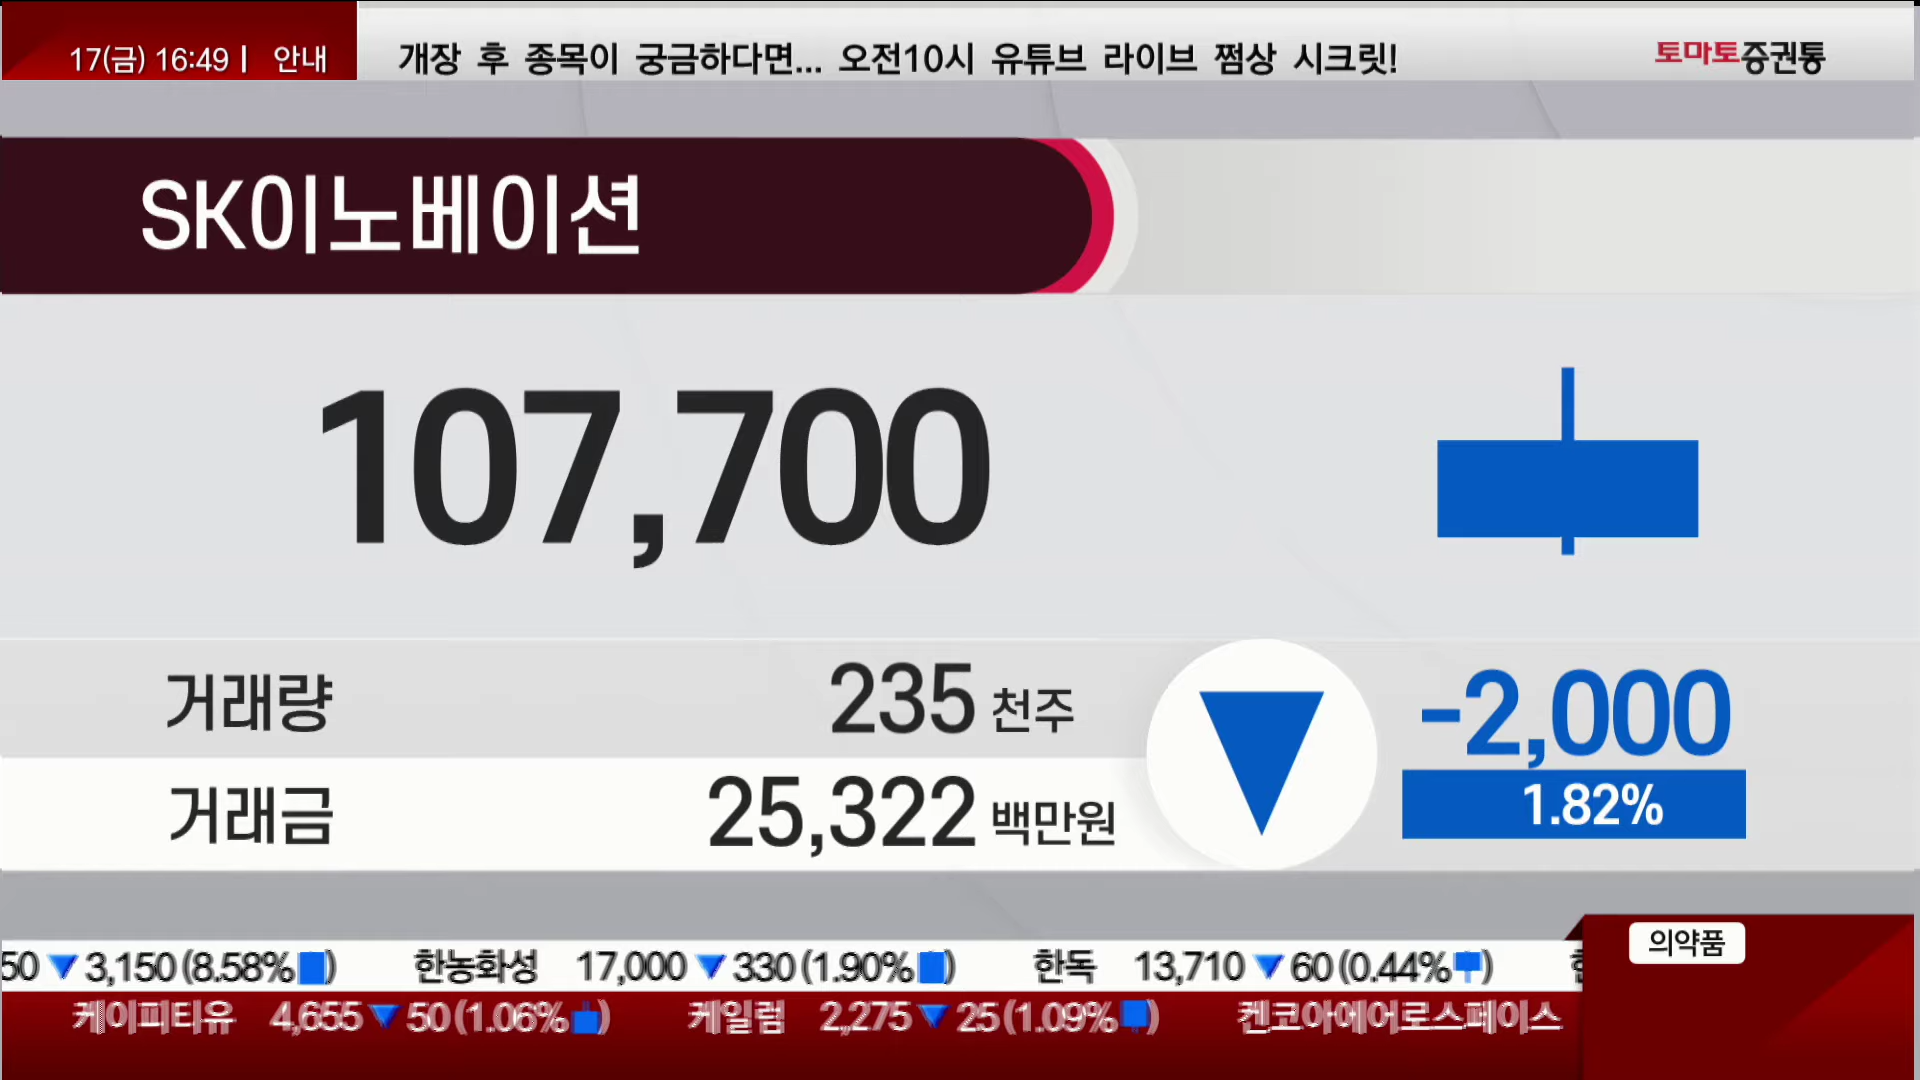 17(금) 16:49 | 안내
개장 후 종목이 궁금하다면... 오전10시 유튜브 라이브 쩜상 시크릿!
토마토증권통
SK이노베이션
107,700
거래량 235 천주
-2,000
1.82%
거래금 25,322 백만원
의약품
50 ▼ 3,150 (8.58% ) 한농화성 17,000 ▼ 330 (1.90% ) 한독 13,710 ▼ 60 (0.44% )
케이피티유 4,655 ▼ 50 (1.06% ) 케일럼 2,275 ▼ 25 (1.09% ) 켄코아에어로스페이스